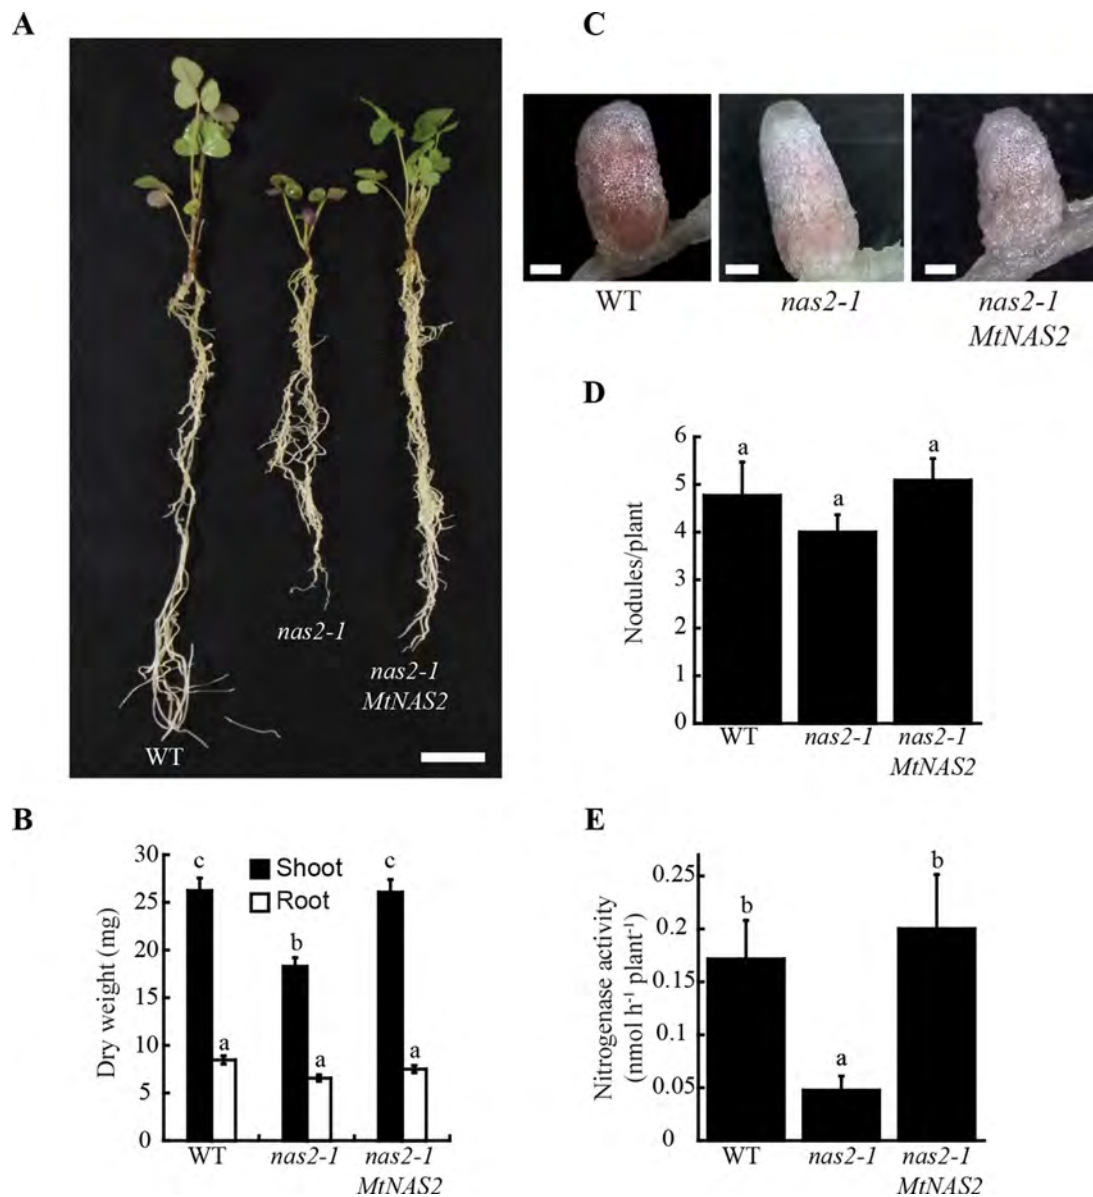 A
WT
nas2-1
nas2-1
MtNAS2
B
Dry weight (mg)
30
25
20
15
10
5
0
Shoot
Root
c
a
b
a
c
a
WT
nas2-1
nas2-1
MtNAS2
C
WT
nas2-1
nas2-1
MtNAS2
D
Nodules/plant
6
5
4
3
2
1
0
a
a
a
WT
nas2-1
nas2-1
MtNAS2
E
Nitrogenase activity
(nmol h⁻¹ plant⁻¹)
0.25
0.2
0.15
0.1
0.05
0
b
a
b
WT
nas2-1
nas2-1
MtNAS2